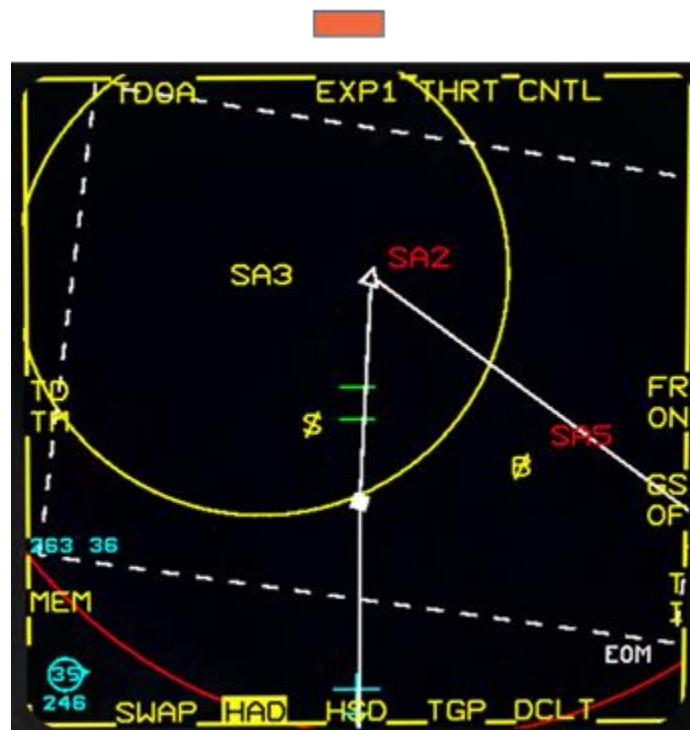 TDOA EXP1 THRT CNTL
SA2
SA3
TD
TM
FR
ON
S
SA5
GS
OF
263 36
T
I
MEM
EOM
35
246
SWAP HAD HSD TGP DCLT